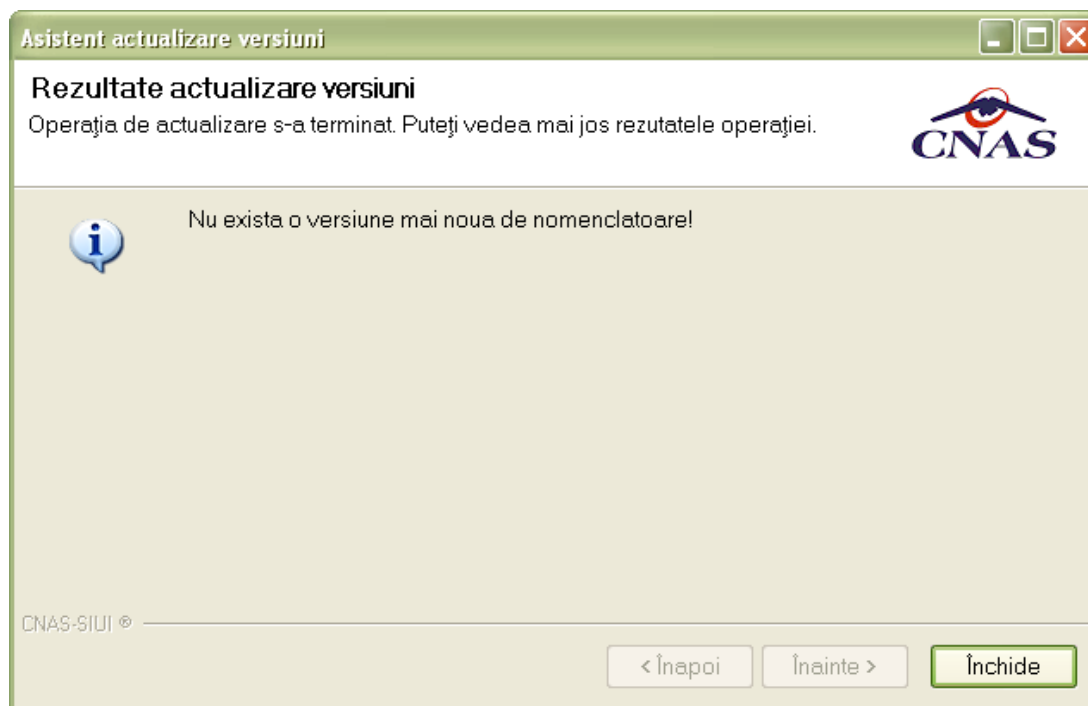 Asistent actualizare versiuni
Rezultate actualizare versiuni
Operaţia de actualizare s-a terminat. Puteţi vedea mai jos rezutatele operaţiei.
CNAS
Nu exista o versiune mai noua de nomenclatoare!
CNAS-SIUI ®
< Înapoi
Înainte >
Închide